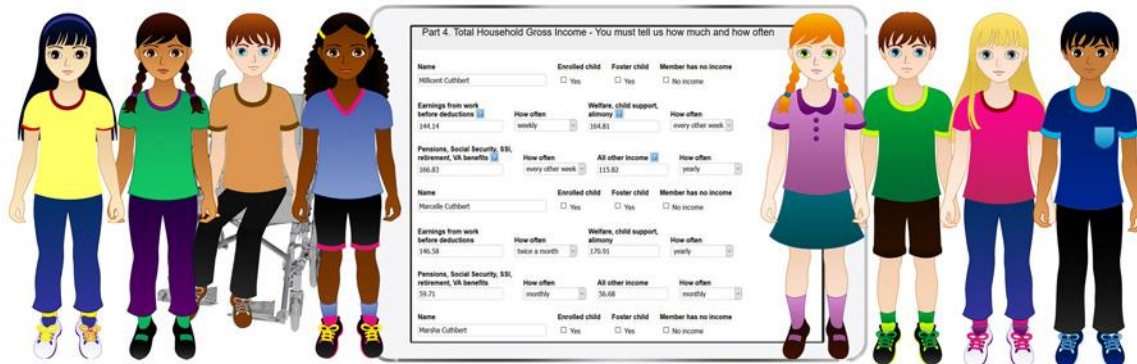 Part 4. Total Household Gross Income - You must tell us how much and how often
Name Enrolled child Foster child Member has no income
Millicent Cuthbert Yes Yes No income
Earnings from work Welfare, child support,
before deductions How often alimony How often
144.14 weekly 164.81 every other week
Pensions, Social Security, SSI,
retirement, VA benefits How often All other income How often
166.83 every other week 115.82 yearly
Name Enrolled child Foster child Member has no income
Marcelle Cuthbert Yes Yes No income
Earnings from work Welfare, child support,
before deductions How often alimony How often
146.58 twice a month 170.91 yearly
Pensions, Social Security, SSI,
retirement, VA benefits How often All other income How often
59.71 monthly 56.68 monthly
Name Enrolled child Foster child Member has no income
Marsha Cuthbert Yes Yes No income